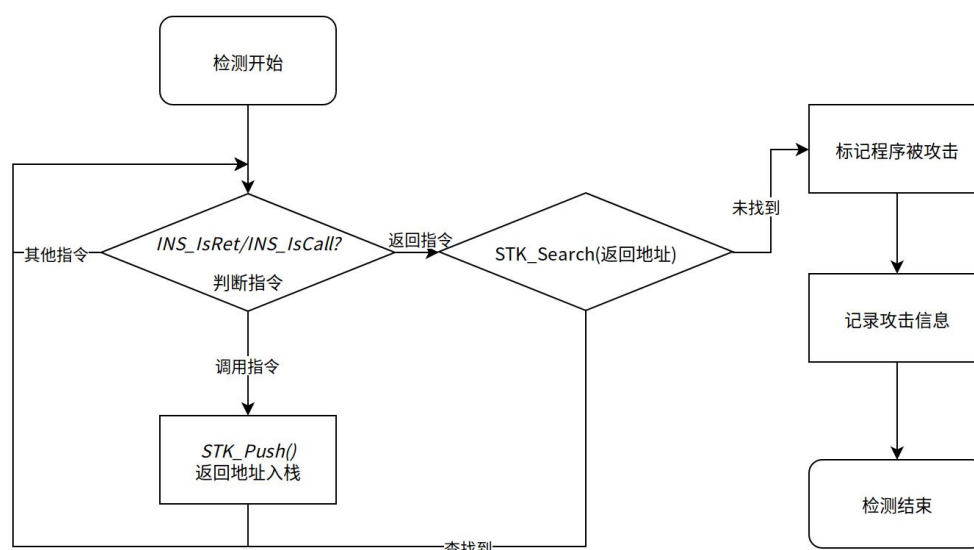 检测开始
标记程序被攻击
未找到
INS_IsRet/INS_IsCall?
判断指令
返回指令
STK_Search(返回地址)
其他指令
记录攻击信息
调用指令
STK_Push()
返回地址入栈
检测结束
查找到